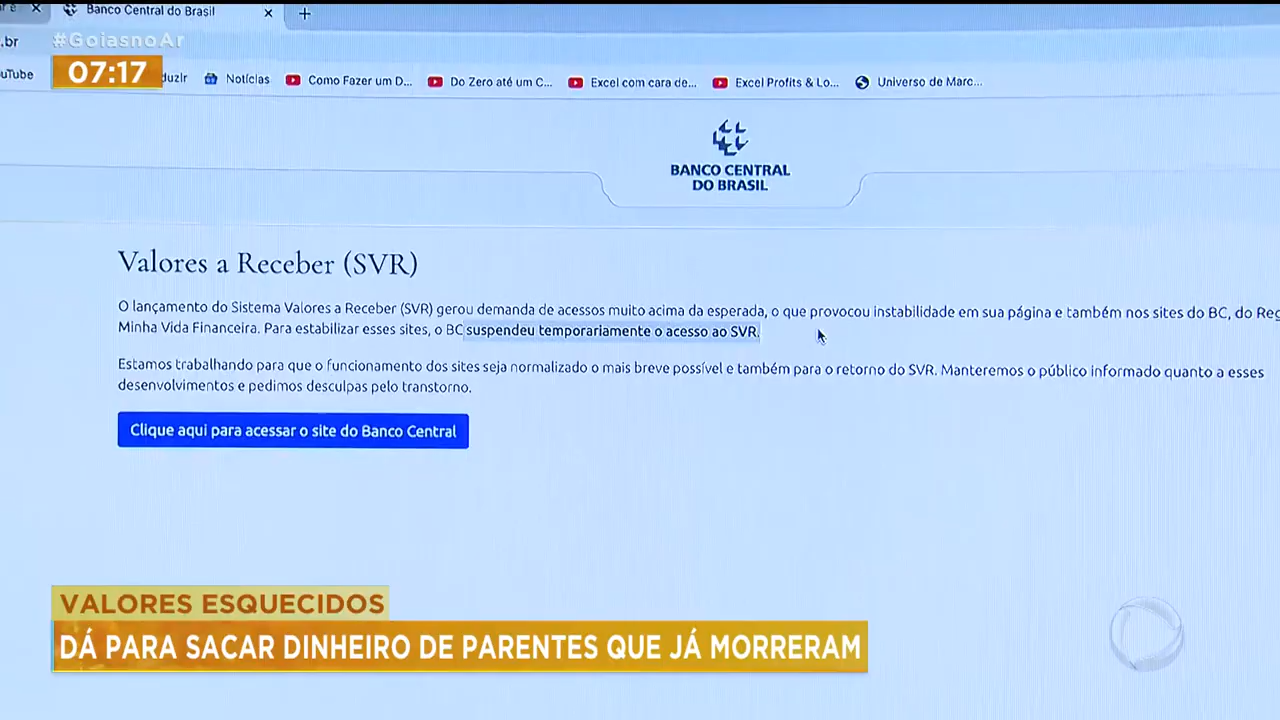 Banco Central do Brasil
.br
#GoiasnoAr
uTube
07:17
duzir
Notícias
Como Fazer um D...
Do Zero até um C...
Excel com cara de...
Excel Profits & Lo...
Universo de Marc...
BANCO CENTRAL
DO BRASIL
Valores a Receber (SVR)
O lançamento do Sistema Valores a Receber (SVR) gerou demanda de acessos muito acima da esperada, o que provocou instabilidade em sua página e também nos sites do BC, do Reg
Minha Vida Financeira. Para estabilizar esses sites, o BC suspendeu temporariamente o acesso ao SVR.
Estamos trabalhando para que o funcionamento dos sites seja normalizado o mais breve possível e também para o retorno do SVR. Manteremos o público informado quanto a esses
desenvolvimentos e pedimos desculpas pelo transtorno.
Clique aqui para acessar o site do Banco Central
VALORES ESQUECIDOS
DÁ PARA SACAR DINHEIRO DE PARENTES QUE JÁ MORRERAM